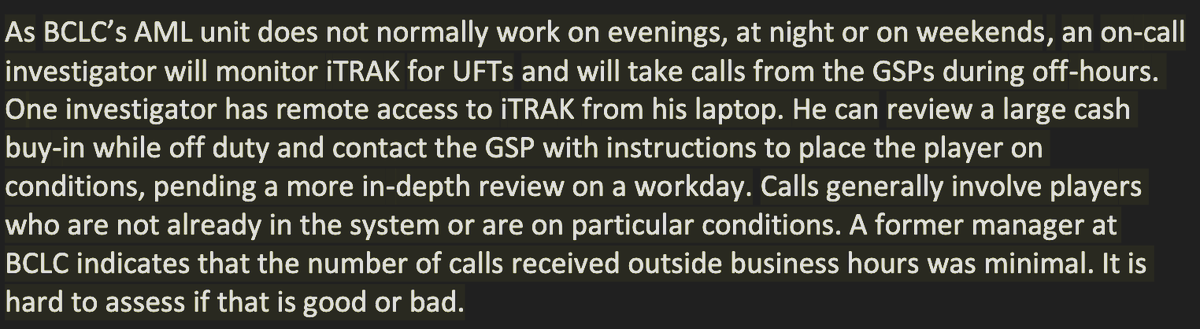 As BCLC’s AML unit does not normally work on evenings, at night or on weekends, an on-call
investigator will monitor iTRAK for UFTs and will take calls from the GSPs during off-hours.
One investigator has remote access to iTRAK from his laptop. He can review a large cash
buy-in while off duty and contact the GSP with instructions to place the player on
conditions, pending a more in-depth review on a workday. Calls generally involve players
who are not already in the system or are on particular conditions. A former manager at
BCLC indicates that the number of calls received outside business hours was minimal. It is
hard to assess if that is good or bad.